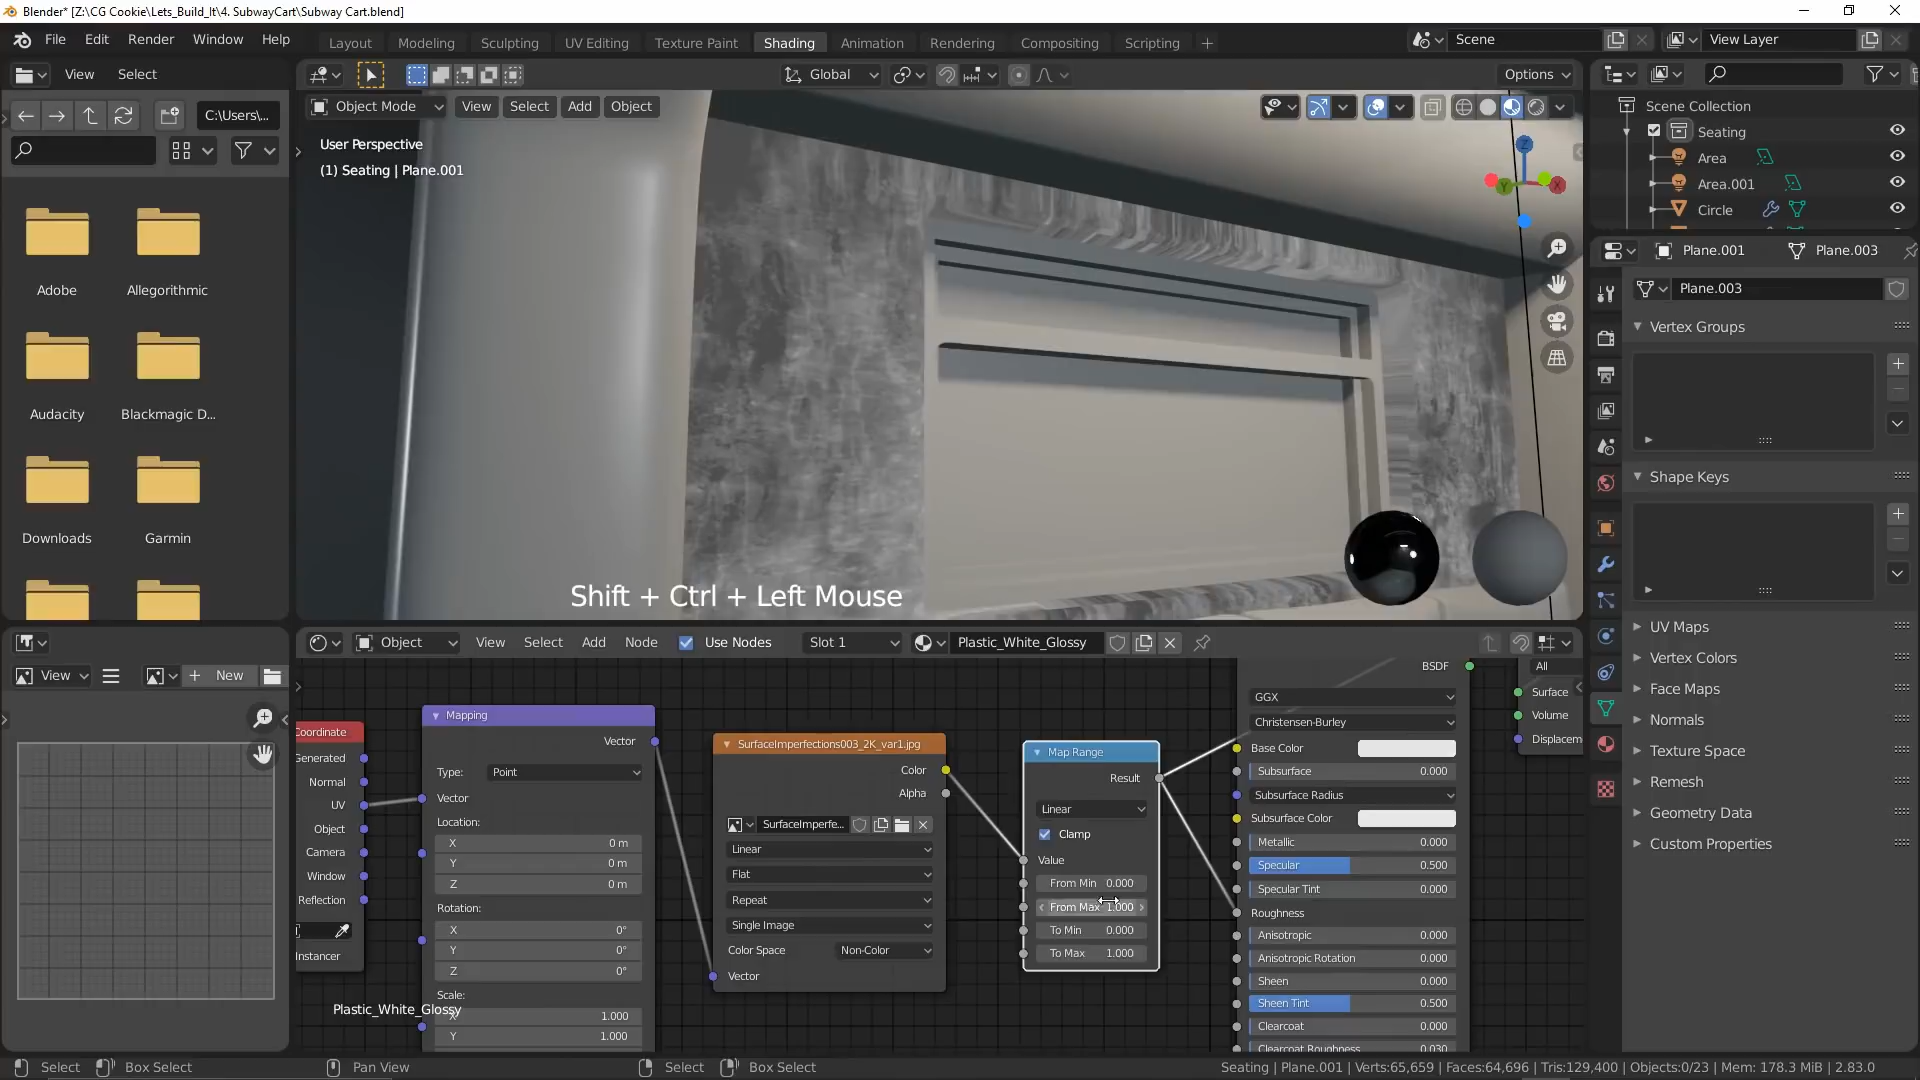 Blender* [Z:\CG Cookie\Lets_Build_It\4. SubwayCart\Subway Cart.blend]
File Edit Render Window Help
Layout Modeling Sculpting UV Editing Texture Paint Shading Animation Rendering Compositing Scripting +
Scene
View Layer
View Select
Global
Options
C:\Users\...
Object Mode View Select Add Object
User Perspective
(1) Seating | Plane.001
Z
Y
X
Adobe
Allegorithmic
Audacity
Blackmagic D...
Downloads
Garmin
Shift + Ctrl + Left Mouse
Scene Collection
Seating
Area
Area.001
Circle
Plane.001
Plane.003
Plane.003
Vertex Groups
Shape Keys
UV Maps
Vertex Colors
Face Maps
Normals
Texture Space
Remesh
Geometry Data
Custom Properties
View
New
Object View Select Add Node Use Nodes Slot 1 Plastic_White_Glossy
Coordinate
Generated
Normal
UV
Object
Camera
Window
Reflection
Instancer
Plastic_White_Glossy
Mapping
Vector
Type: Point
Vector
Location:
X 0 m
Y 0 m
Z 0 m
Rotation:
X 0°
Y 0°
Z 0°
Scale:
X 1.000
Y 1.000
SurfaceImperfections003_2K_var1.jpg
Color
Alpha
SurfaceImperfe...
Linear
Flat
Repeat
Single Image
Color Space Non-Color
Vector
Map Range
Result
Linear
Clamp
Value
From Min 0.000
From Max 1.000
To Min 0.000
To Max 1.000
BSDF
GGX
Christensen-Burley
Base Color
Subsurface 0.000
Subsurface Radius
Subsurface Color
Metallic 0.000
Specular 0.500
Specular Tint 0.000
Roughness
Anisotropic 0.000
Anisotropic Rotation 0.000
Sheen 0.000
Sheen Tint 0.500
Clearcoat 0.000
Clearcoat Roughness 0.030
All
Surface
Volume
Displacem
Select Box Select Pan View Select Box Select
Seating | Plane.001 | Verts:65,659 | Faces:64,696 | Tris:129,400 | Objects:0/23 | Mem: 178.3 MiB | 2.83.0